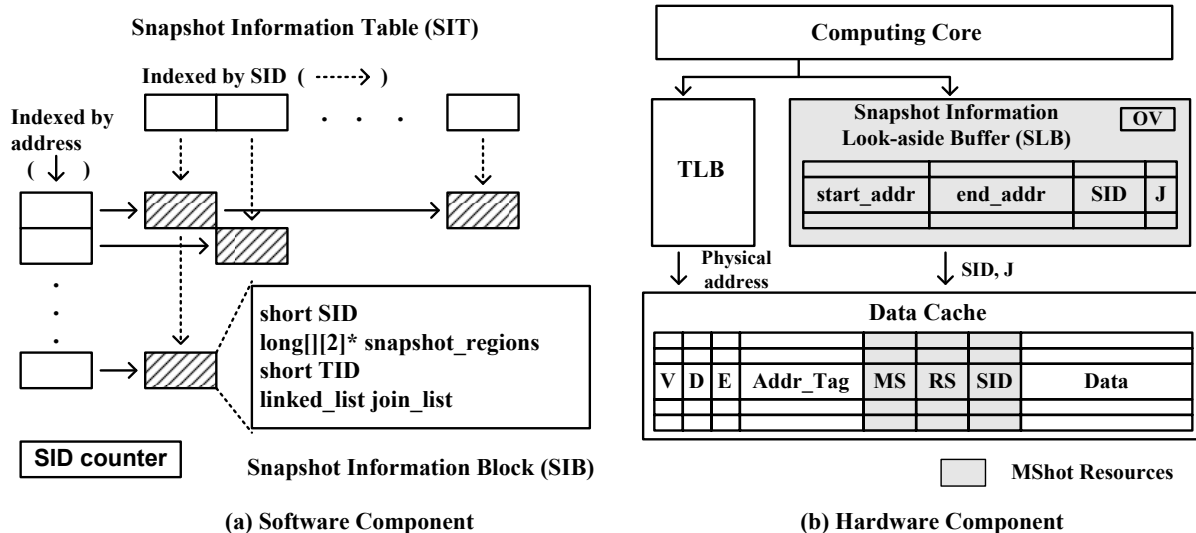 Snapshot Information Table (SIT)
Indexed by SID ( )
Indexed by
address
( )
. . .
.
.
.
short SID
long[][2]* snapshot_regions
short TID
linked_list join_list
SID counter
Snapshot Information Block (SIB)
(a) Software Component
Computing Core
TLB
Snapshot Information
Look-aside Buffer (SLB)
OV
start_addr end_addr SID J
Physical
address
SID, J
Data Cache
V D E Addr_Tag MS RS SID Data
MShot Resources
(b) Hardware Component